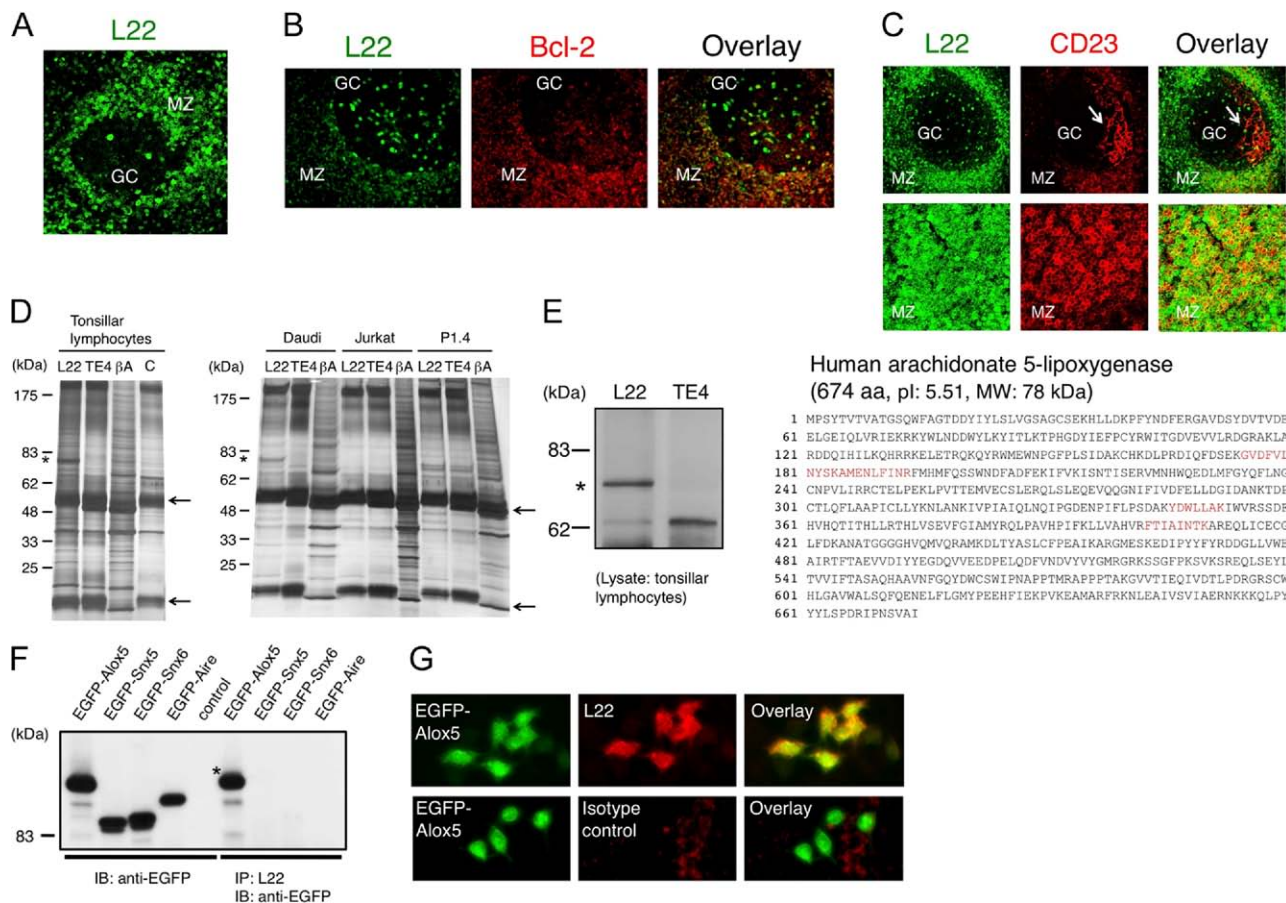 A
L22
MZ
GC
B
L22
Bcl-2
Overlay
GC
GC
GC
MZ
MZ
MZ
C
L22
CD23
Overlay
GC
GC
GC
MZ
MZ
MZ
MZ
MZ
MZ
D
Tonsillar
lymphocytes
(kDa)
L22 TE4 βA C
175
83
*
62
48
33
25
Daudi Jurkat P1.4
(kDa)
L22 TE4 βA L22 TE4 βA L22 TE4 βA
175
83
*
62
48
33
25
E
(kDa)
L22 TE4
83
*
62
(Lysate: tonsillar
lymphocytes)
Human arachidonate 5-lipoxygenase
(674 aa, pI: 5.51, MW: 78 kDa)
1 MPSYTVTVATGSQWFAGTDDYIYLSLVGSAGCSEKHLLDKPFYNDFERGAVDSYDVTVDE
61 ELGEIQLVRIEKRKYWLNDDWYLKYITLKTPHGDYIEFPCYRWITGDVEVVLRDGRAKLA
121 RDDQIHILKQHRRKELETRQKQYRWMEWNPGFPLSIDAKCHKDLPRDIQFDSEKGVDFVL
181 NYSKAMENLFINRFMHMFQSSWNDFADFEKIFVKISNTISERVMNHWQEDLMFGYQFLNG
241 CNPVLIRRCTELPEKLPVTTEMVECSLERQLSLEQEVQQGNIFIVDFELLDGIDANKTDP
301 CTLQFLAAPICLLYKNLANKIVPIAIQLNQIPGDENPIFLPSDAKYDWLLAKIWVRSSDF
361 HVHQTITHLLRTHLVSEVFGIAMYRQLPAVHPIFKLLVAHVRFTIAINTKAREQLICECG
421 LFDKANATGGGGHVQMVQRAMKDLTYASLCFPEAIKARGMESKEDIPYYFYRDDGLLVWE
481 AIRTFTAEVVDIYYEGDQVVEEDPELQDFVNDVYVYGMRGRKSSGFPKSVKSREQLSEYL
541 TVVIFTASAQHAAVNFGQYDWCSWIPNAPPTMRAPPPTAKGVVTIEQIVDTLPDRGRSCW
601 HLGAVWALSQFQENELFLGMYPEEHFIEKPVKEAMARFRKNLEAIVSVIAERNKKKQLPY
661 YYLSPDRIPNSVAI
F
EGFP-Alox5
EGFP-Snx5
EGFP-Snx6
EGFP-Aire
control
EGFP-Alox5
EGFP-Snx5
EGFP-Snx6
EGFP-Aire
(kDa)
*
83
IB: anti-EGFP
IP: L22
IB: anti-EGFP
G
EGFP-
Alox5
L22
Overlay
EGFP-
Alox5
Isotype
control
Overlay